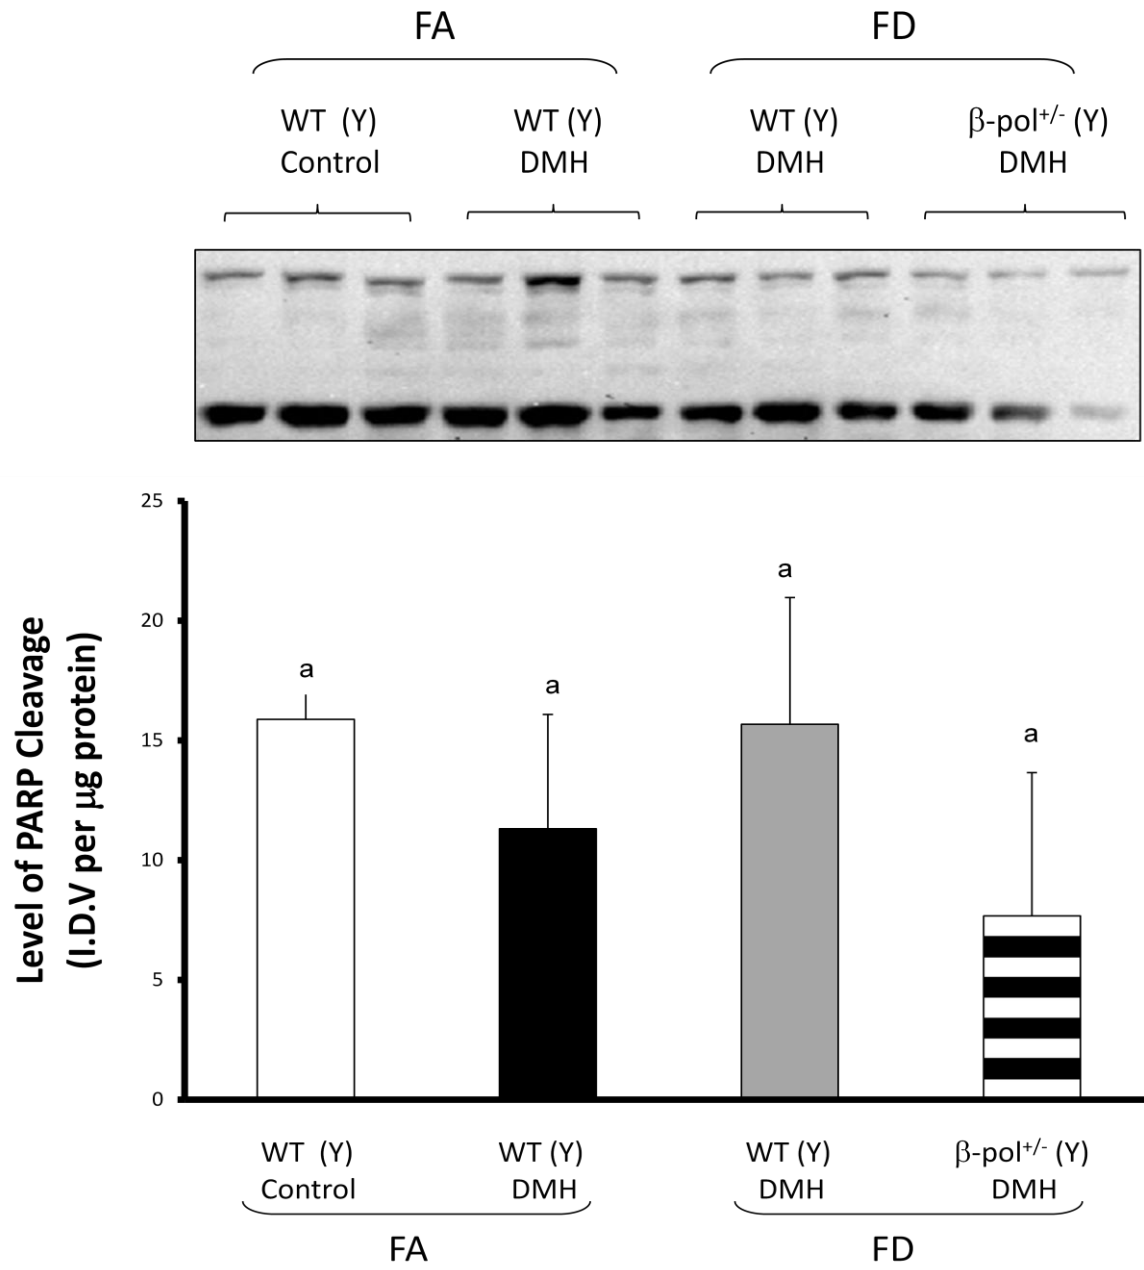 FA FD
WT (Y) WT (Y) WT (Y) β-pol+/- (Y)
Control DMH DMH DMH
25
20
15
10
5
0
Level of PARP Cleavage
(I.D.V per μg protein)
a a a a
WT (Y) WT (Y) WT (Y) β-pol+/- (Y)
Control DMH DMH DMH
FA FD